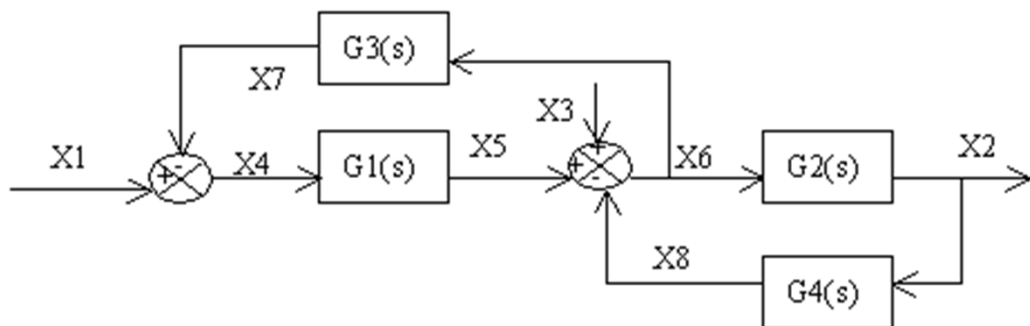 G3(s)
X7
X3
X1
+
-
X4
G1(s)
X5
+
+
-
X6
G2(s)
X2
X8
G4(s)